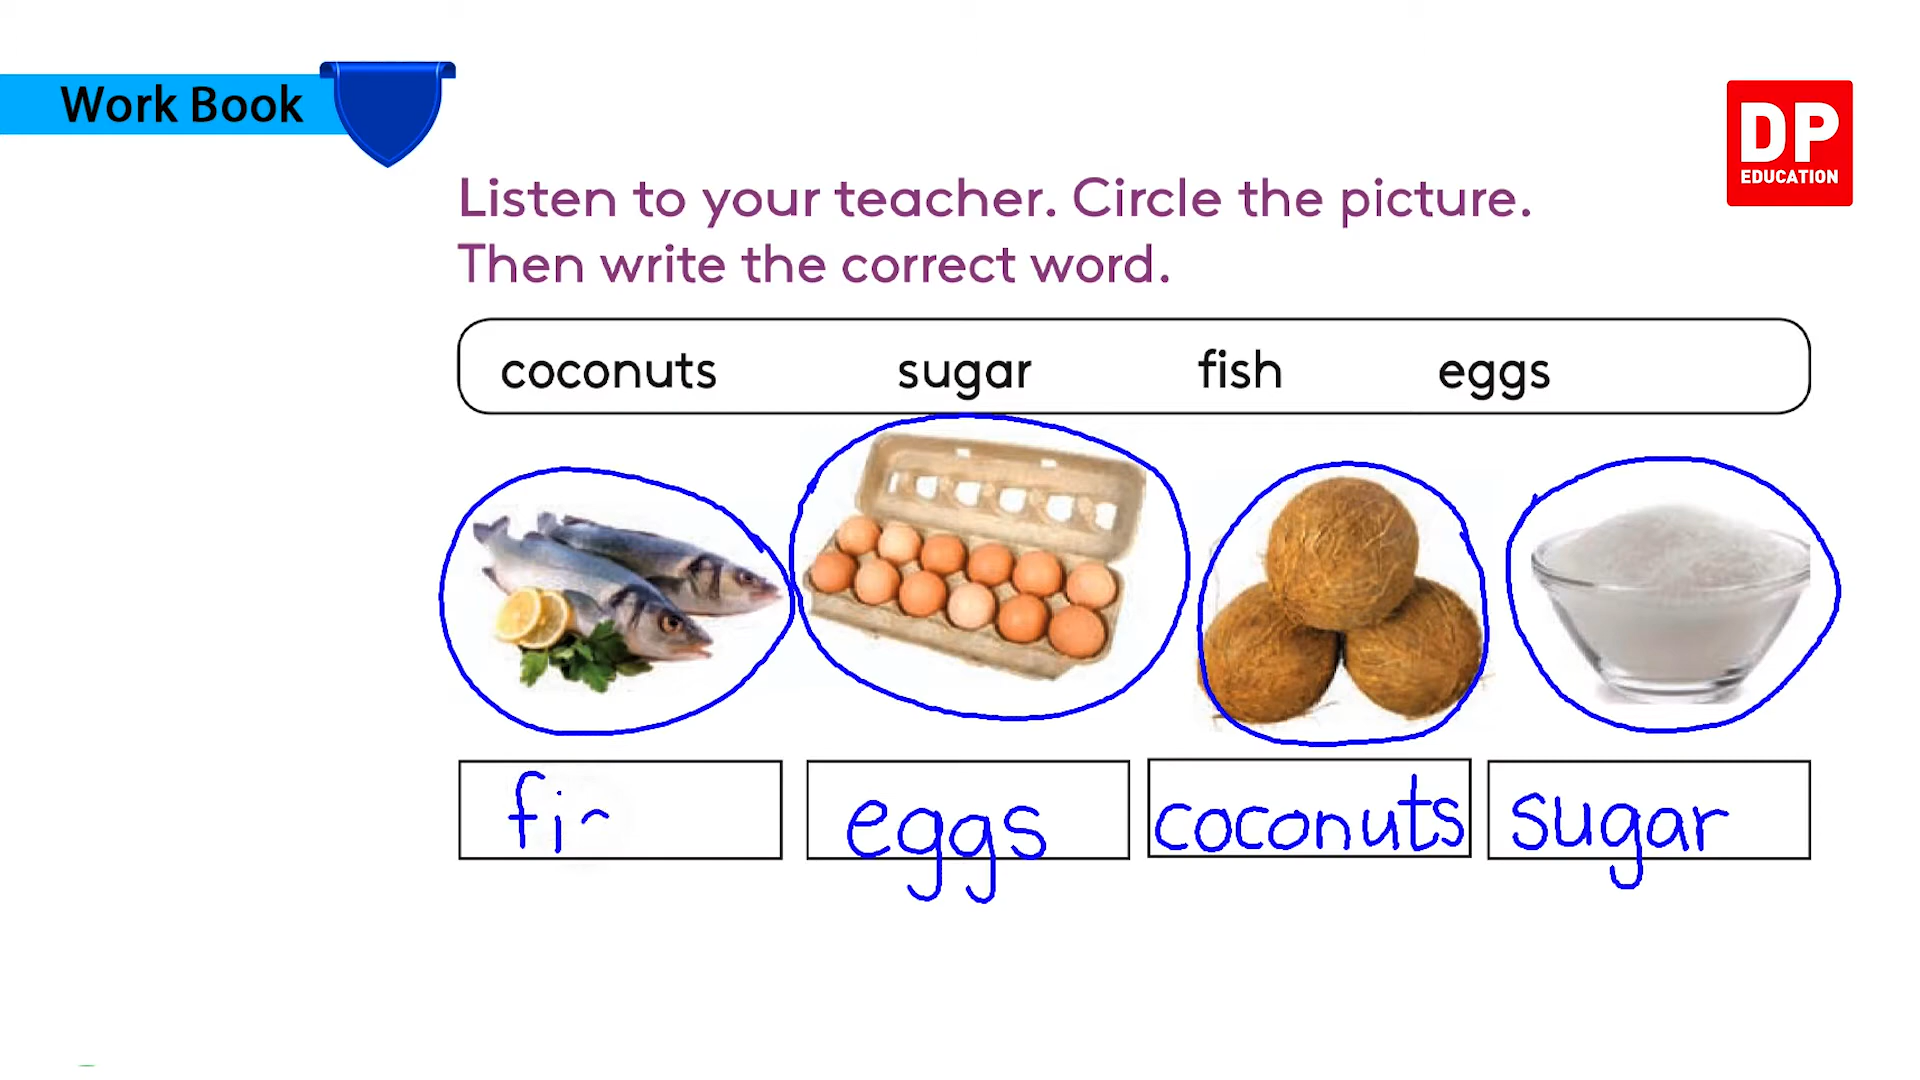 Work Book
DP
EDUCATION
Listen to your teacher. Circle the picture.
Then write the correct word.
coconuts sugar fish eggs
fi
eggs
coconuts
sugar